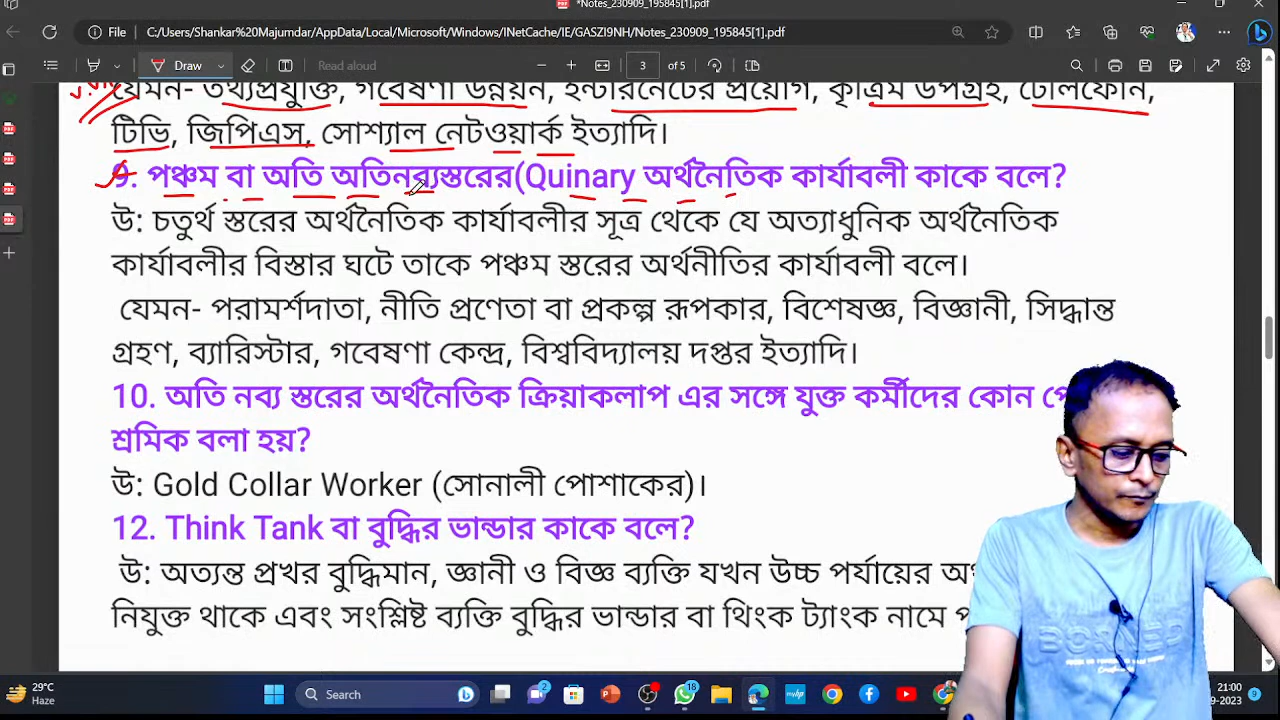 *Notes_230909_195845[1].pdf
File C:/Users/Shankar%20Majumdar/AppData/Local/Microsoft/Windows/INetCache/IE/GASZI9NH/Notes_230909_195845[1].pdf
Draw Read aloud 3 of 5
যেমন- তথ্যপ্রযুক্তি, গবেষণা উন্নয়ন, ইন্টারনেটের প্রয়োগ, কৃত্রিম উপগ্রহ, টেলিফোন,
টিভি, জিপিএস, সোশ্যাল নেটওয়ার্ক ইত্যাদি।
9. পঞ্চম বা অতি অতিনব্যস্তরের(Quinary অর্থনৈতিক কার্যাবলী কাকে বলে?
উ: চতুর্থ স্তরের অর্থনৈতিক কার্যাবলীর সূত্র থেকে যে অত্যাধুনিক অর্থনৈতিক
কার্যাবলীর বিস্তার ঘটে তাকে পঞ্চম স্তরের অর্থনীতির কার্যাবলী বলে।
যেমন- পরামর্শদাতা, নীতি প্রণেতা বা প্রকল্প রূপকার, বিশেষজ্ঞ, বিজ্ঞানী, সিদ্ধান্ত
গ্রহণ, ব্যারিস্টার, গবেষণা কেন্দ্র, বিশ্ববিদ্যালয় দপ্তর ইত্যাদি।
10. অতি নব্য স্তরের অর্থনৈতিক ক্রিয়াকলাপ এর সঙ্গে যুক্ত কর্মীদের কোন
শ্রমিক বলা হয়?
উ: Gold Collar Worker (সোনালী পোশাকের)।
12. Think Tank বা বুদ্ধির ভান্ডার কাকে বলে?
উ: অত্যন্ত প্রখর বুদ্ধিমান, জ্ঞানী ও বিজ্ঞ ব্যক্তি যখন উচ্চ পর্যায়ের
নিযুক্ত থাকে এবং সংশ্লিষ্ট ব্যক্তি বুদ্ধির ভান্ডার বা থিংক ট্যাংক নামে
29°C
Haze
Search
2
18
21:00
-09-2023
9